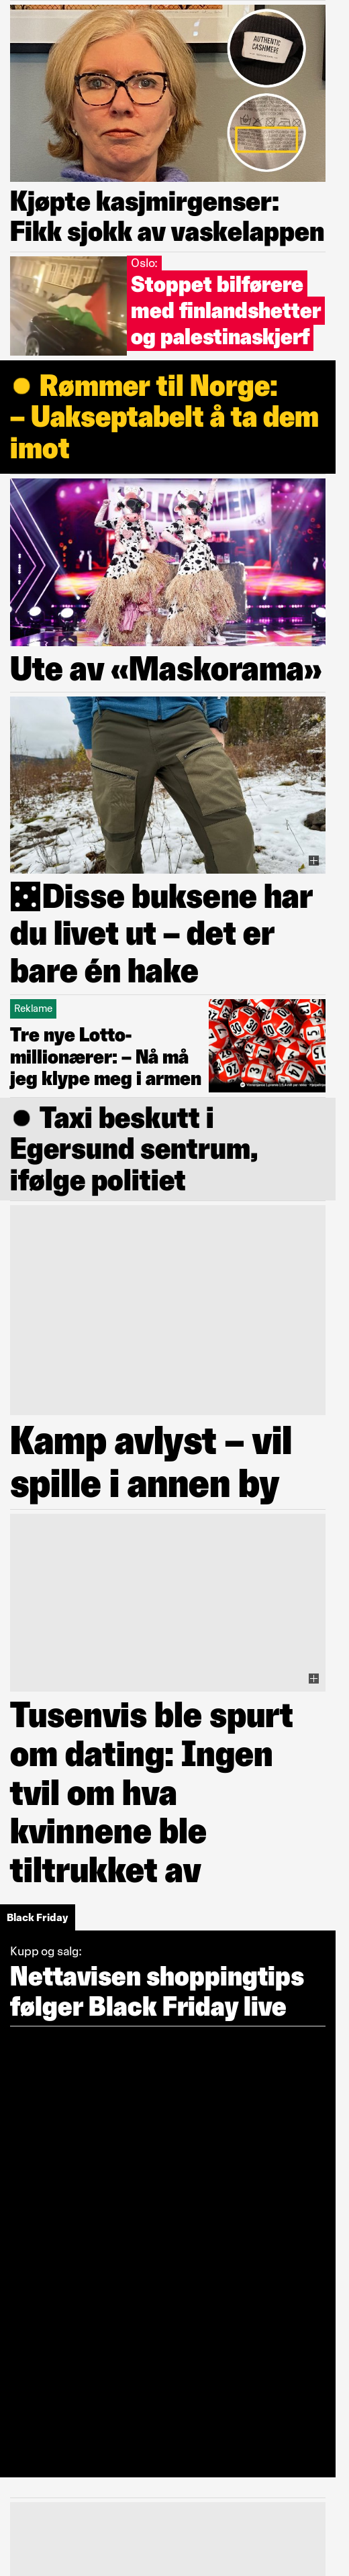 AUTHENTIC
CASHMERE
Kjøpte kasjmirgenser:
Fikk sjokk av vaskelappen
Oslo:
Stoppet bilførere
med finlandshetter
og palestinaskjerf
Rømmer til Norge:
– Uakseptabelt å ta dem
imot
Ute av «Maskorama»
Disse buksene har
du livet ut – det er
bare én hake
Reklame
Tre nye Lotto-
millionærer: – Nå må
jeg klype meg i armen
Taxi beskutt i
Egersund sentrum,
ifølge politiet
Kamp avlyst – vil
spille i annen by
Tusenvis ble spurt
om dating: Ingen
tvil om hva
kvinnene ble
tiltrukket av
Black Friday
Kupp og salg:
Nettavisen shoppingtips
følger Black Friday live